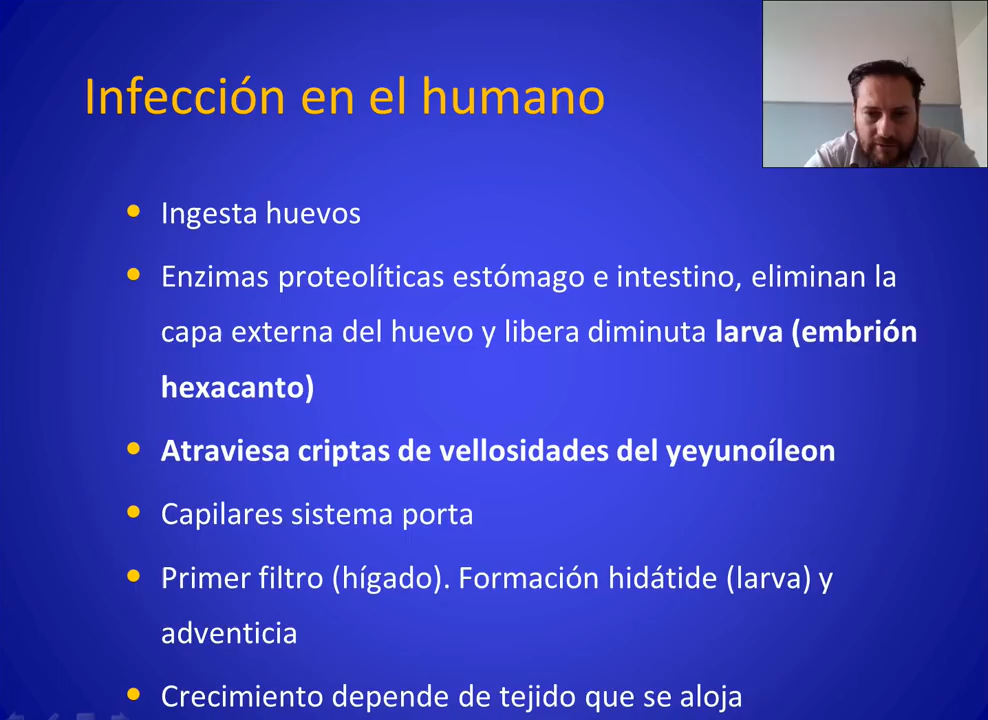 Infección en el humano
Ingesta huevos
Enzimas proteolíticas estómago e intestino, eliminan la
capa externa del huevo y libera diminuta larva (embrión
hexacanto)
Atraviesa criptas de vellosidades del yeyunoíleon
Capilares sistema porta
Primer filtro (hígado). Formación hidátide (larva) y
adventicia
Crecimiento depende de tejido que se aloja